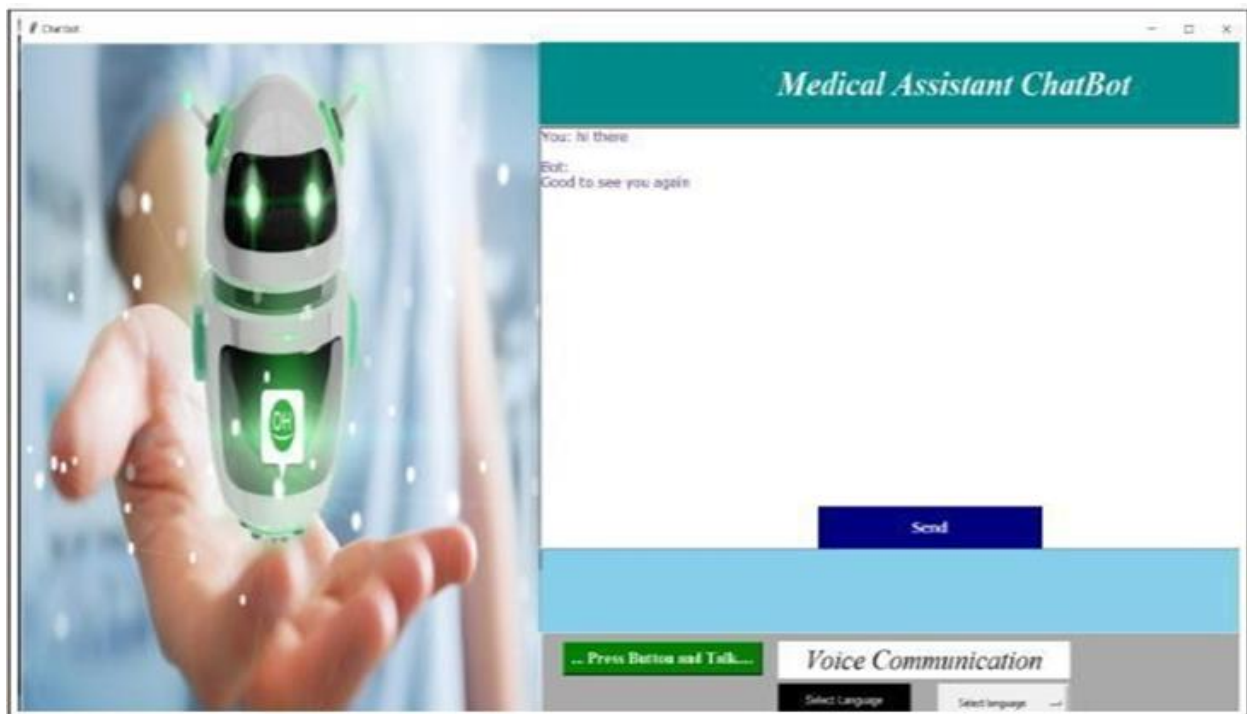 Chatbot
Medical Assistant ChatBot
You: hi there
Bot:
Good to see you again
DH
Send
... Press Button and Talk....
Voice Communication
Select Language
Select language